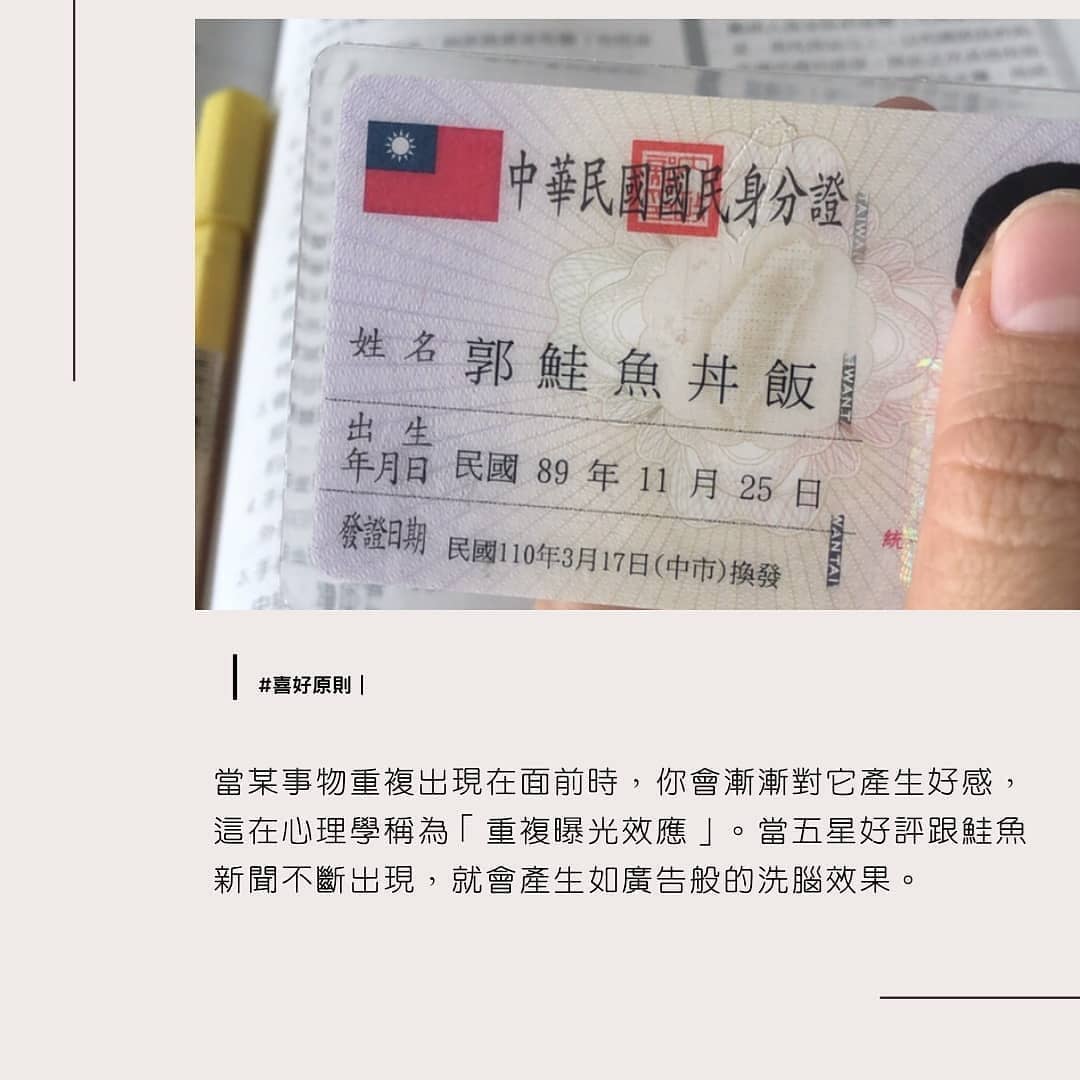 中華民國國民身分證
TAIWAN
姓名 郭鮭魚丼飯
IWANT
出生
年月日 民國 89 年 11 月 25 日
發證日期 民國110年3月17日(中市)換發
WANTAI
統
#喜好原則|
當某事物重複出現在面前時，你會漸漸對它產生好感，
這在心理學稱為「重複曝光效應」。當五星好評跟鮭魚
新聞不斷出現，就會產生如廣告般的洗腦效果。